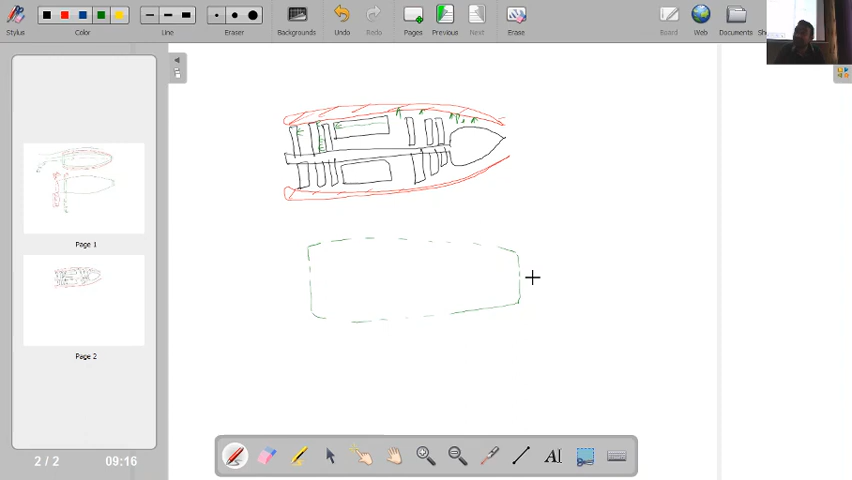 Stylus Color Line Eraser Backgrounds Undo Redo Pages Previous Next Erase Board Web Documents
Page 1
Page 2
2 / 2 09:16
AI